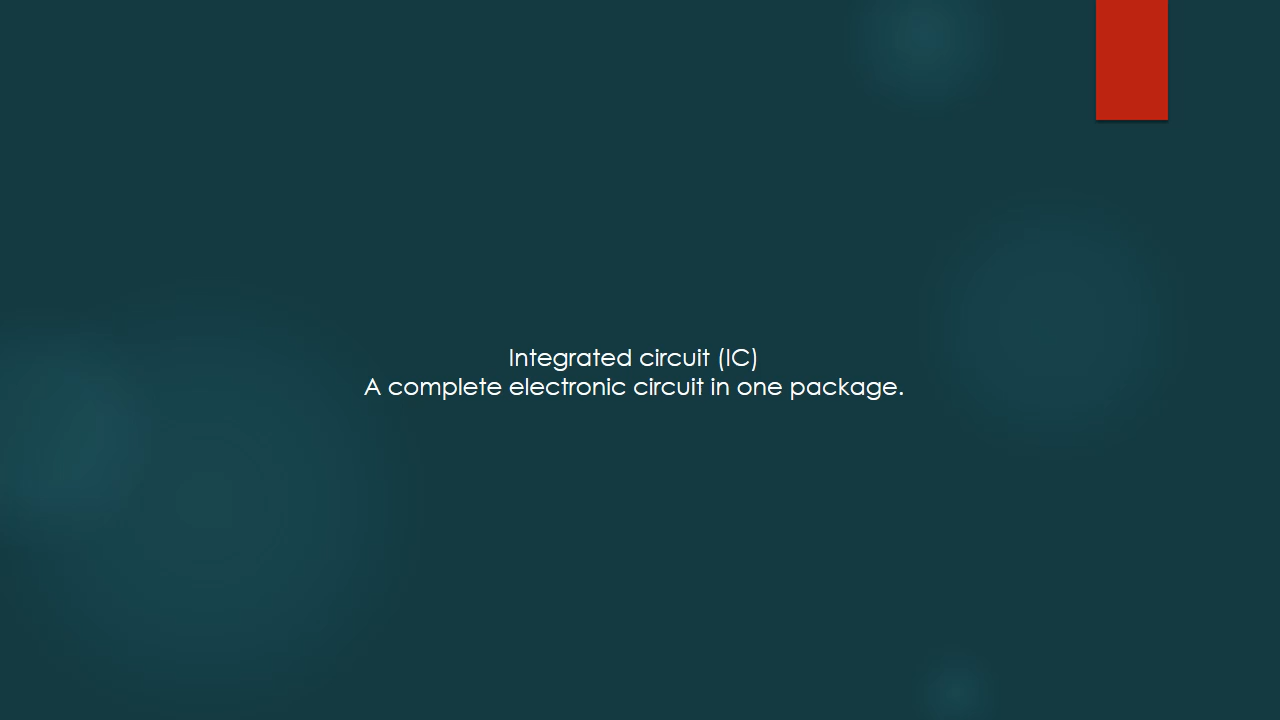 Integrated circuit (IC)
A complete electronic circuit in one package.